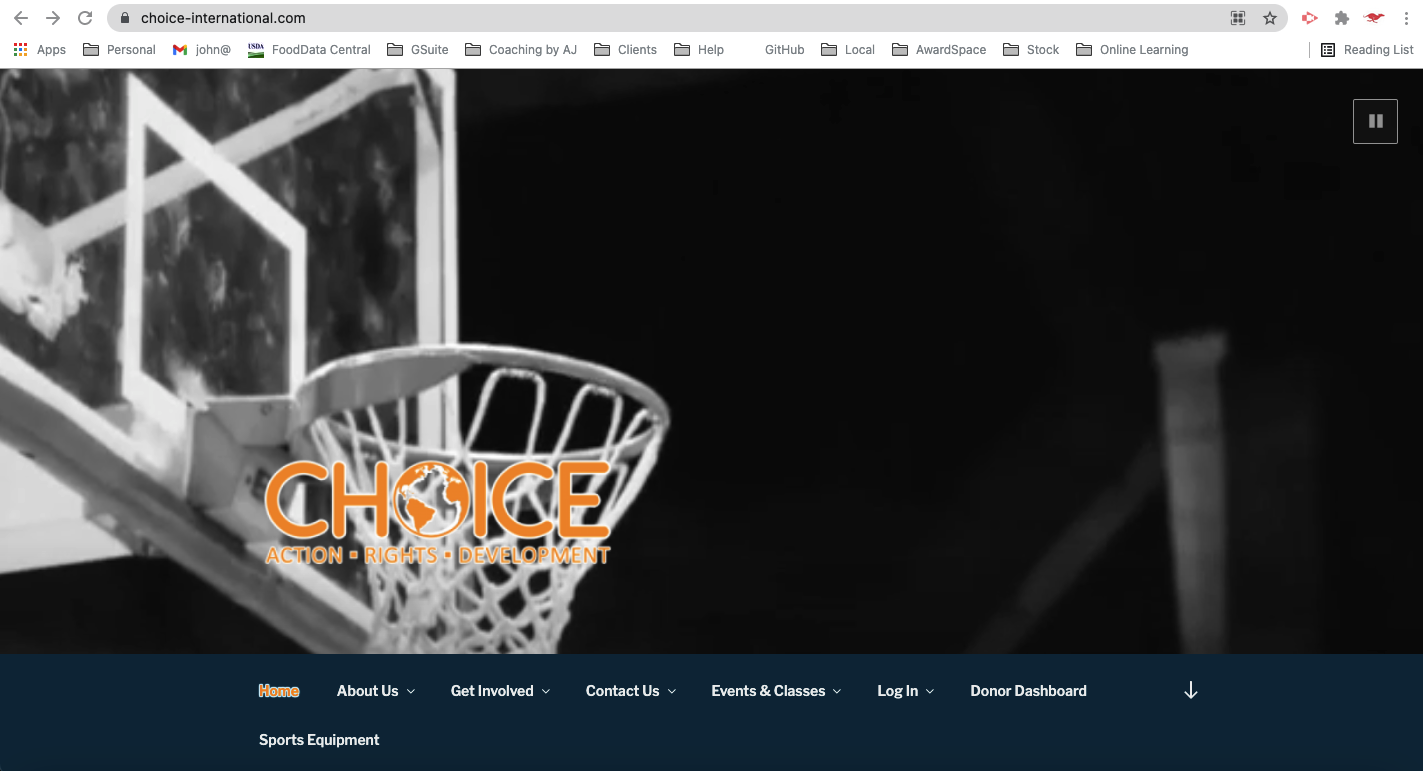 choice-international.com
Apps Personal john@ USDA FoodData Central GSuite Coaching by AJ Clients Help GitHub Local AwardSpace Stock Online Learning Reading List
CHOICE
ACTION • RIGHTS • DEVELOPMENT
Home About Us Get Involved Contact Us Events & Classes Log In Donor Dashboard
Sports Equipment